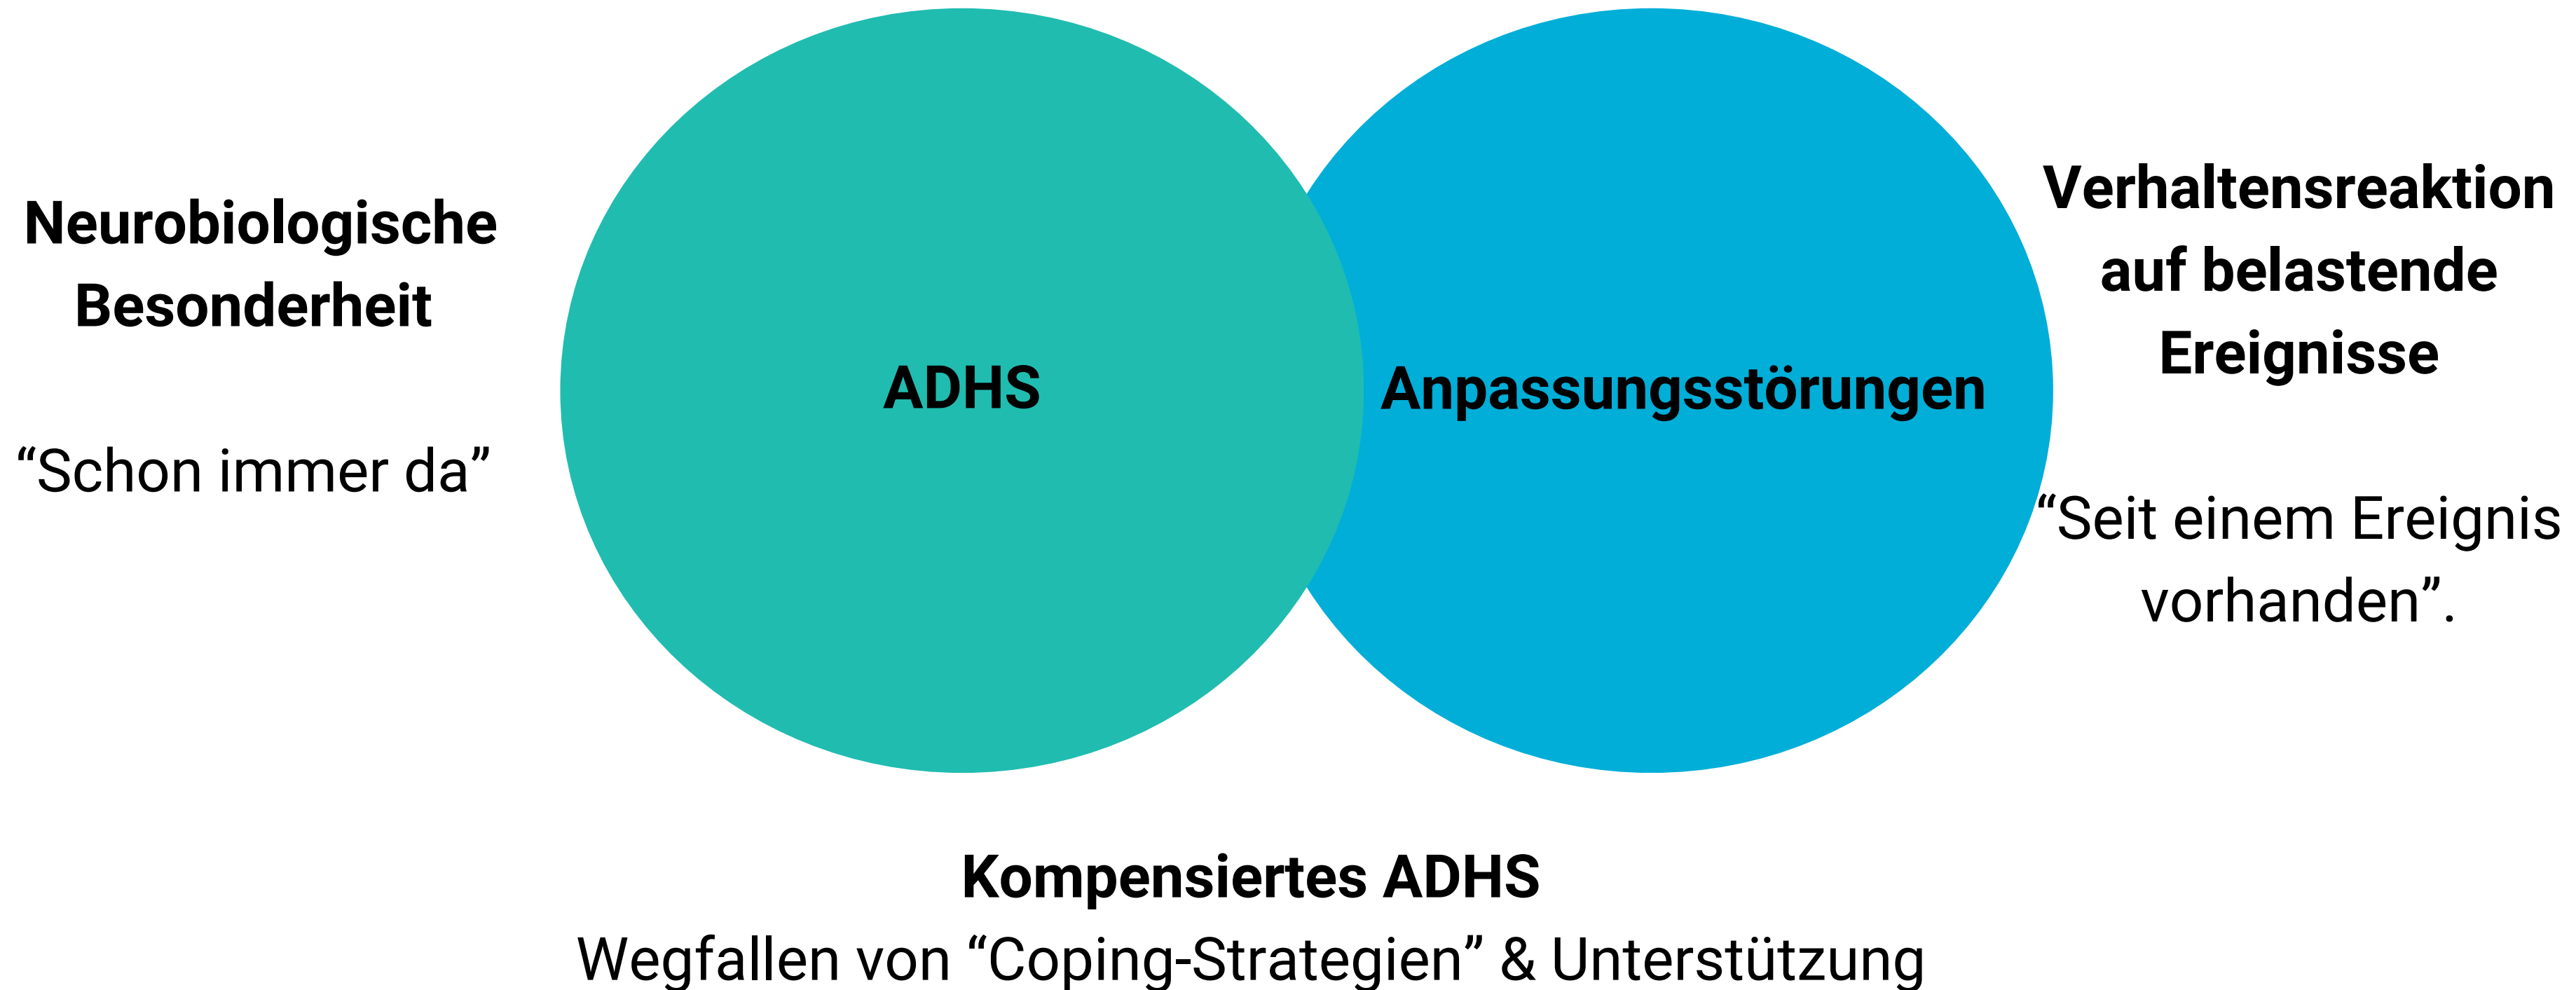 Neurobiologische
Besonderheit
“Schon immer da”
ADHS
Anpassungsstörungen
Verhaltensreaktion
auf belastende
Ereignisse
“Seit einem Ereignis
vorhanden”.
Kompensiertes ADHS
Wegfallen von “Coping-Strategien” & Unterstützung